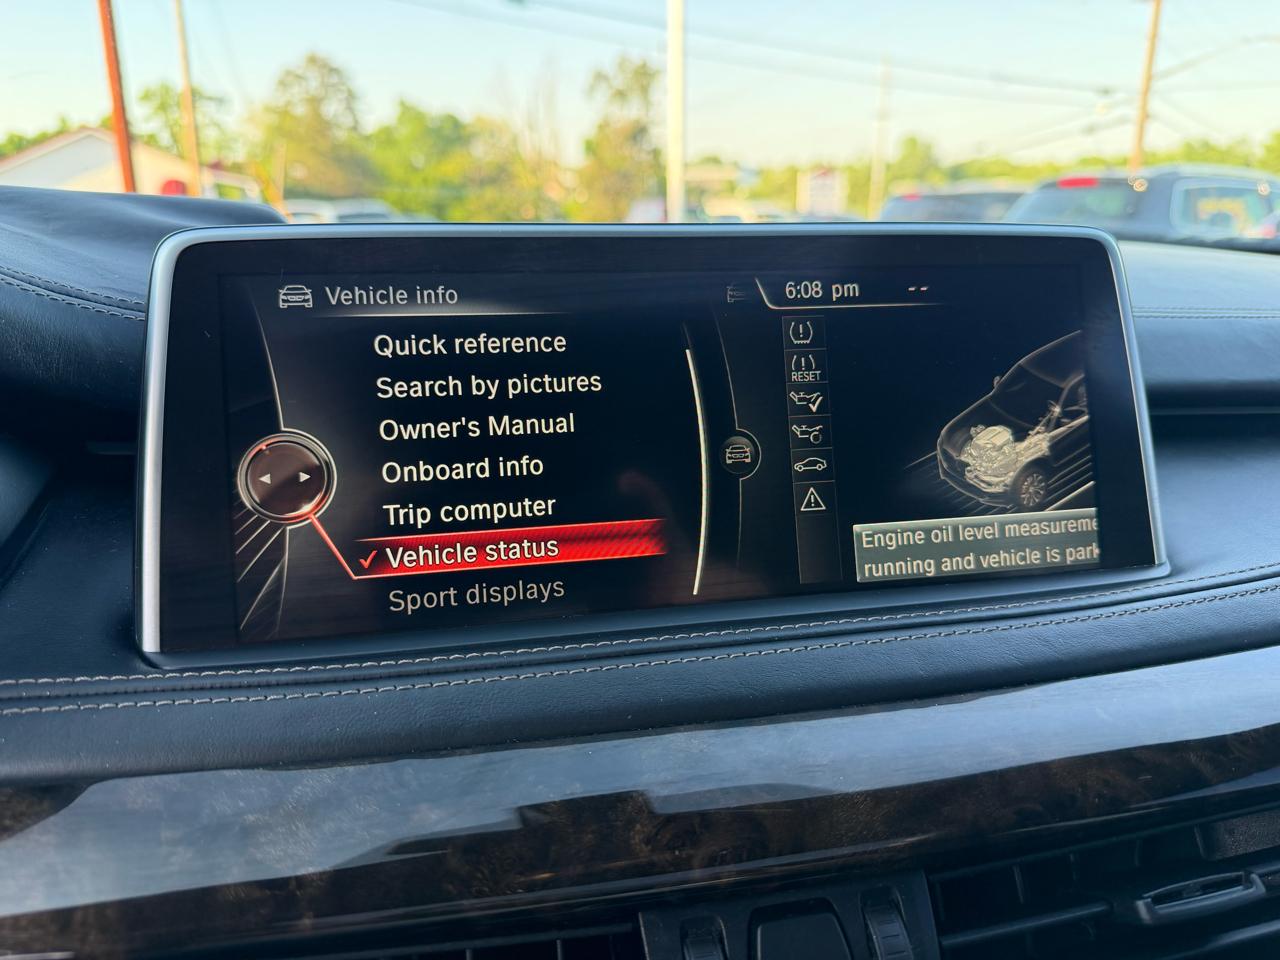 Vehicle info
6:08 pm
--
Quick reference
Search by pictures
Owner's Manual
Onboard info
Trip computer
Vehicle status
Sport displays
RESET
Engine oil level measureme
running and vehicle is park